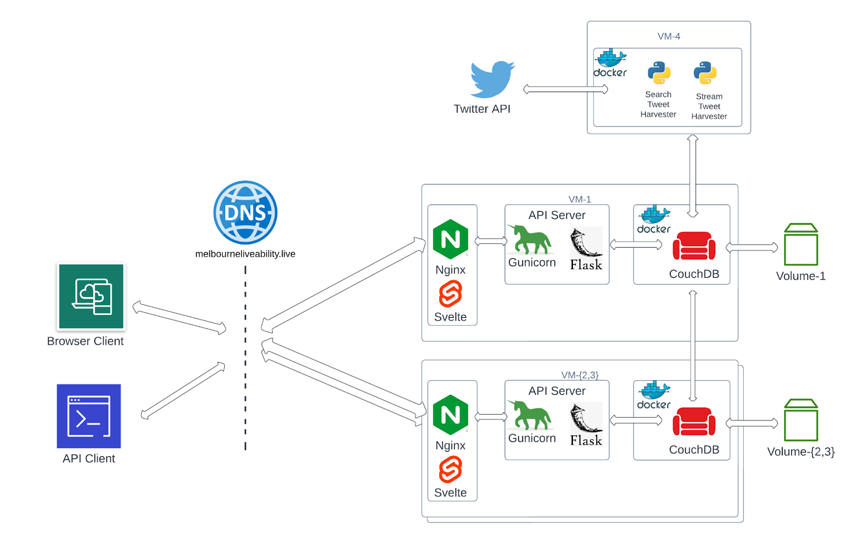 VM-4
docker
Search
Tweet
Harvester
Stream
Tweet
Harvester
Twitter API
DNS
melbourneliveability.live
Browser Client
API Client
VM-1
N
Nginx
Svelte
API Server
Gunicorn
Flask
docker
CouchDB
Volume-1
VM-{2,3}
N
Nginx
Svelte
API Server
Gunicorn
Flask
docker
CouchDB
Volume-{2,3}